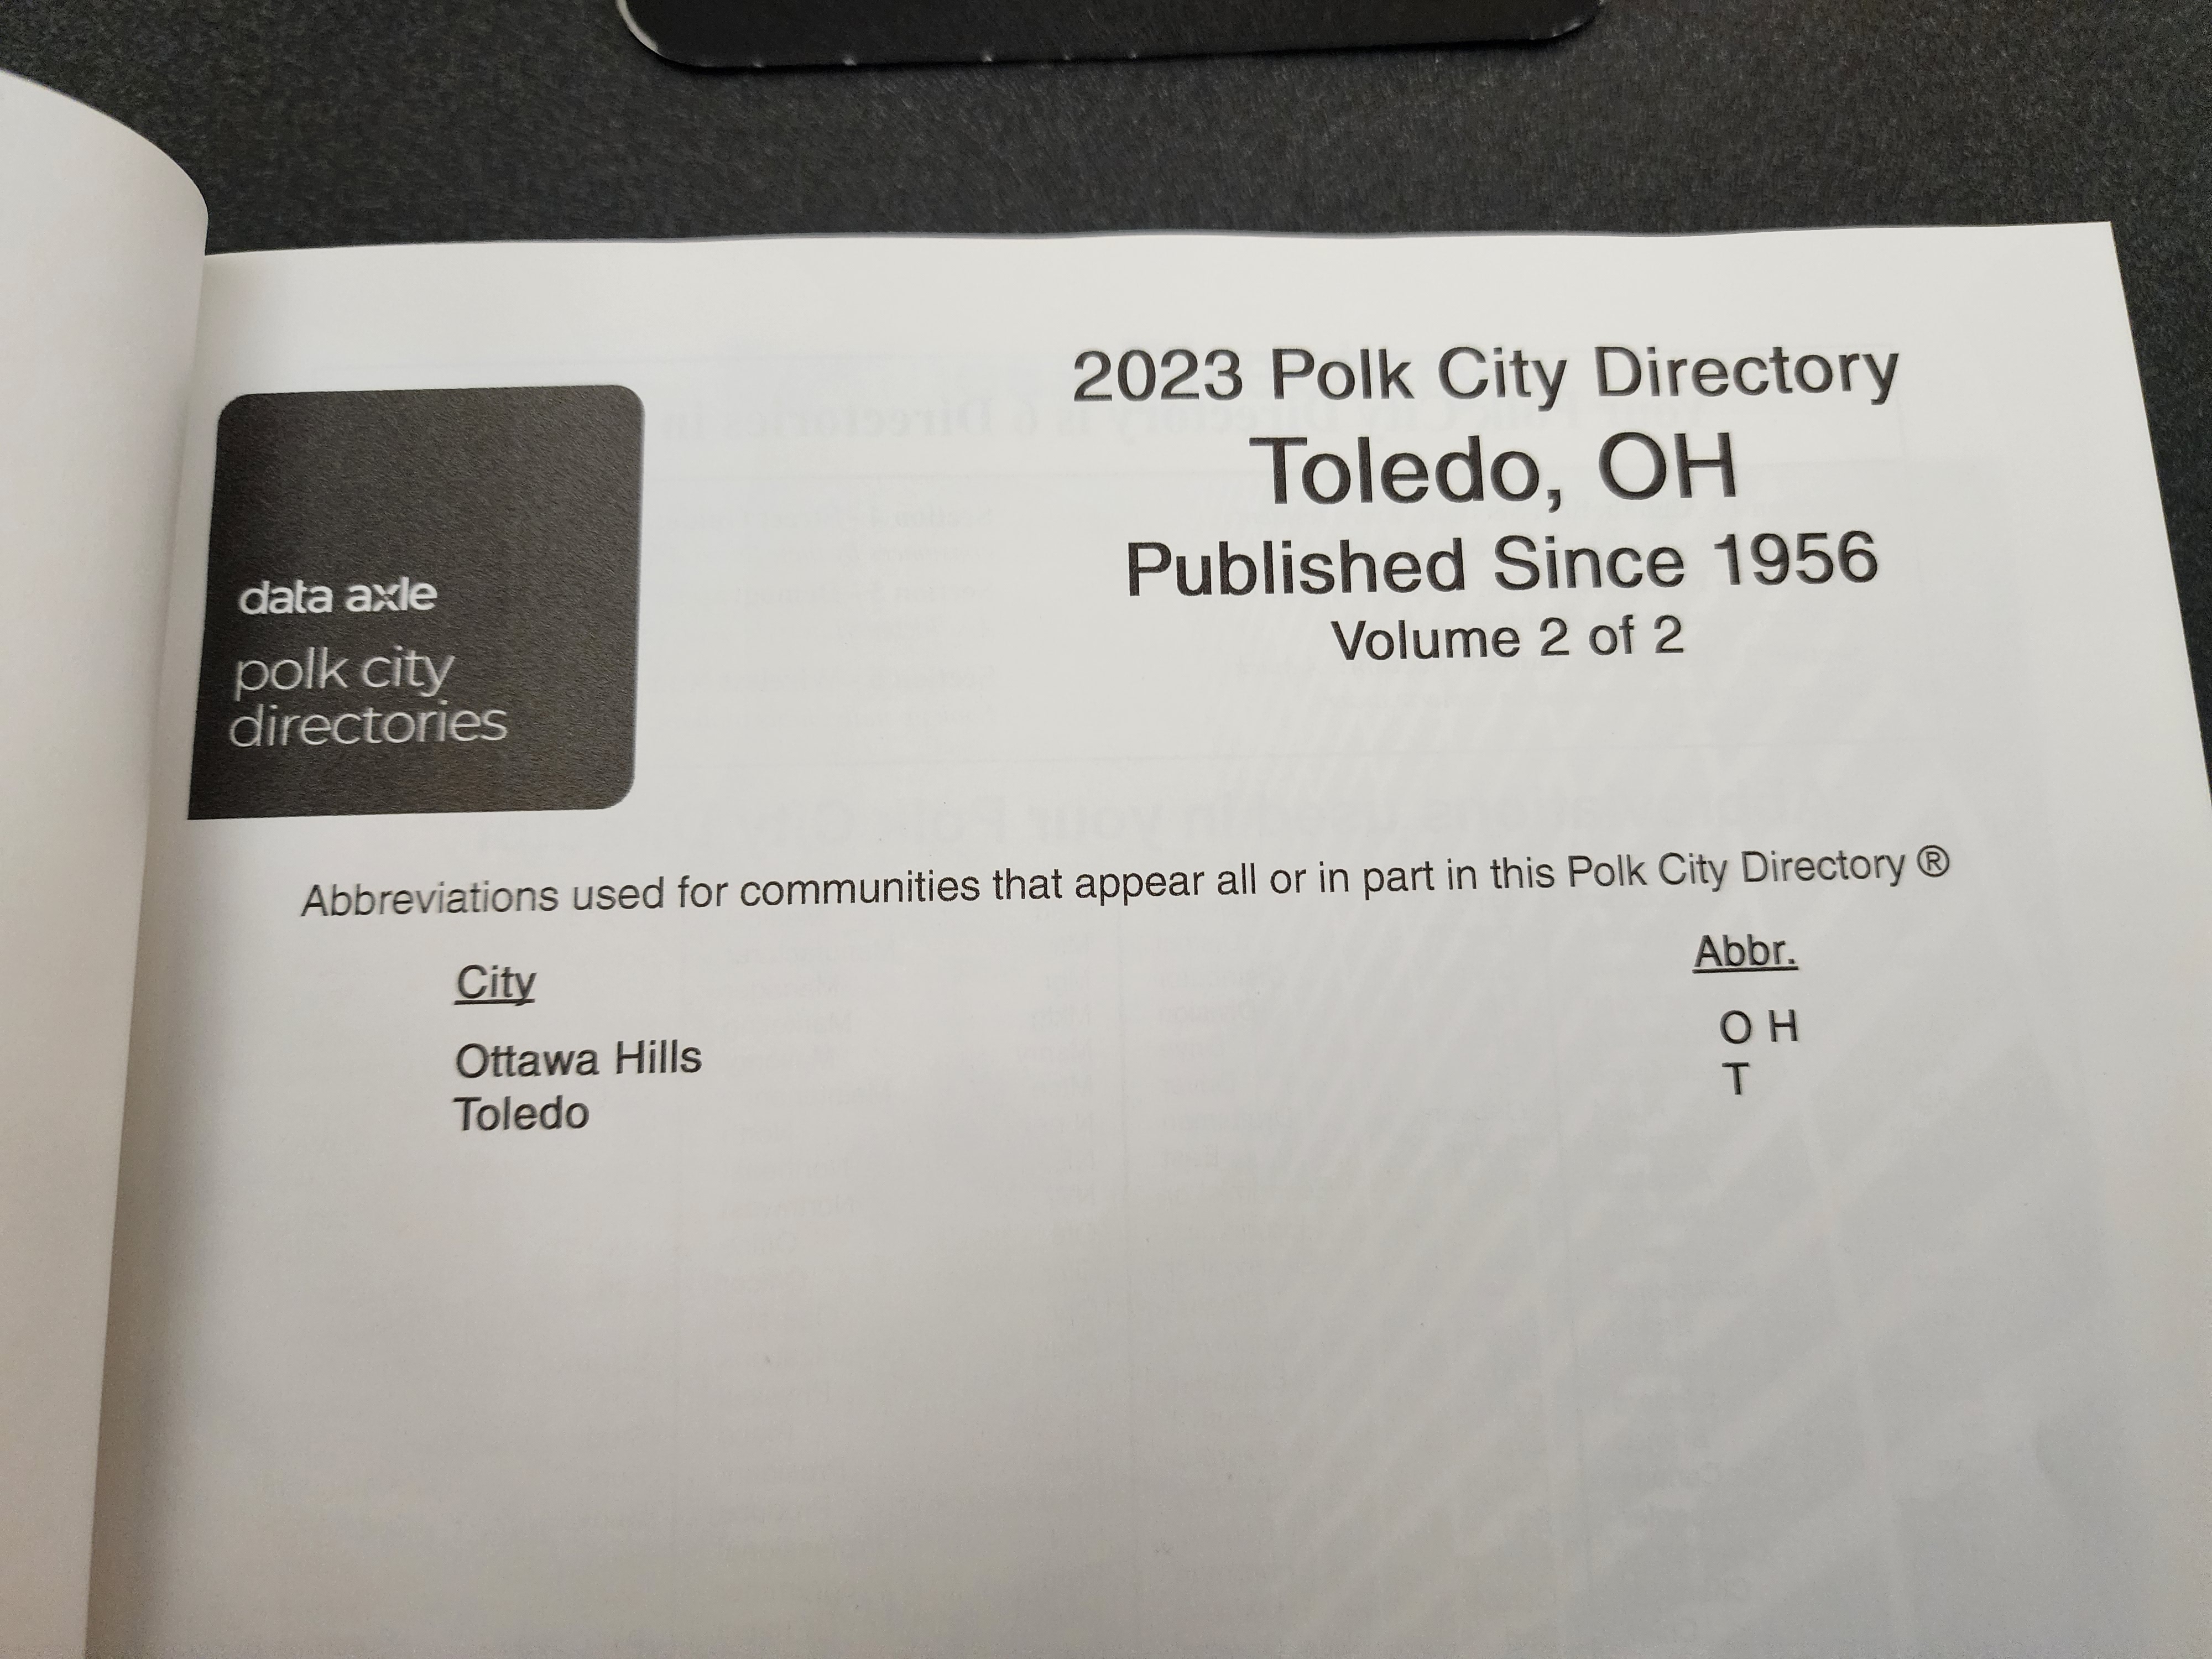 2023 Polk City Directory
Toledo, OH
Published Since 1956
Volume 2 of 2
data axle
polk city
directories
Abbreviations used for communities that appear all or in part in this Polk City Directory ®
City Abbr.
Ottawa Hills O H
Toledo T